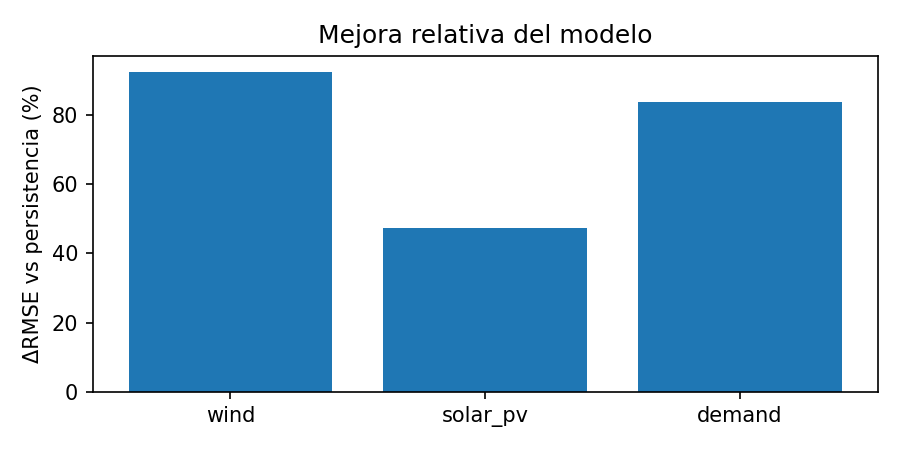 Mejora relativa del modelo
ΔRMSE vs persistencia (%)
80
60
40
20
0
wind
solar_pv
demand